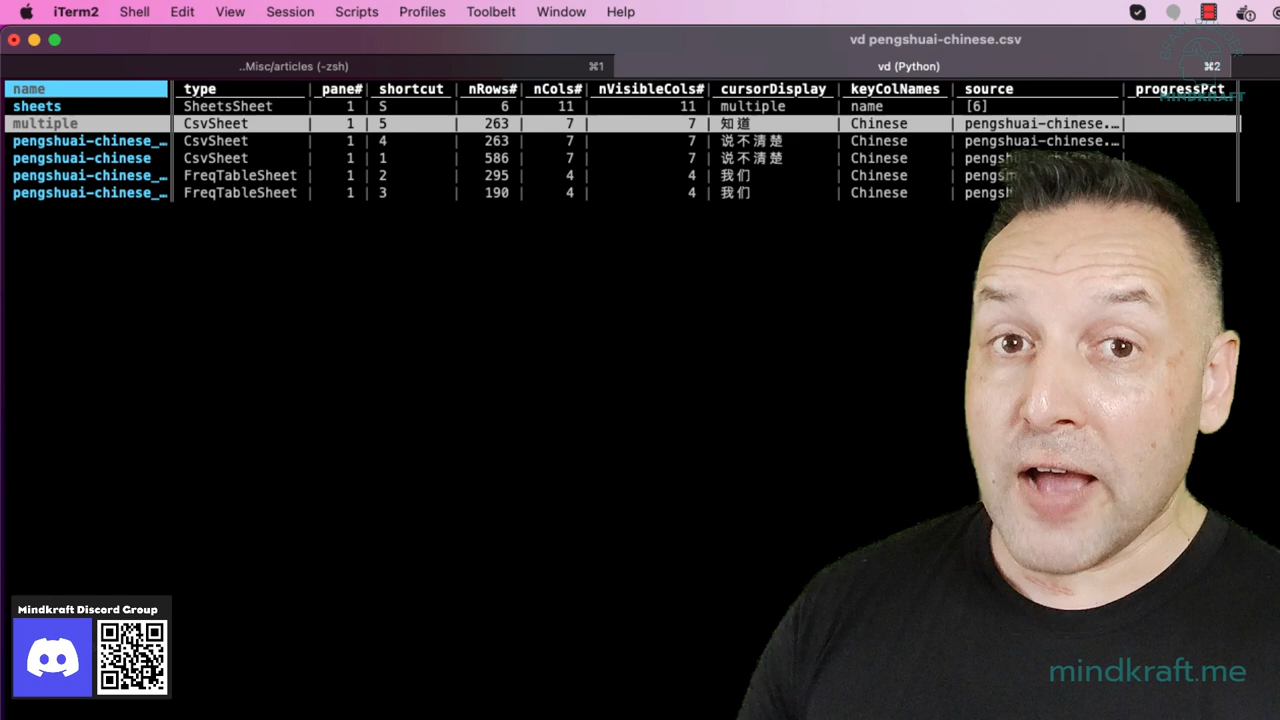 iTerm2 Shell Edit View Session Scripts Profiles Toolbelt Window Help
vd pengshuai-chinese.csv
..Misc/articles (-zsh) ⌘1 vd (Python) ⌘2
name type pane# shortcut nRows# nCols# nVisibleCols# cursorDisplay keyColNames source progressPct
sheets SheetsSheet | 1 | S | 6 | 11 | 11 | multiple | name | [6] |
multiple CsvSheet | 1 | 5 | 263 | 7 | 7 | 知道 | Chinese | pengshuai-chinese.…|
pengshuai-chinese_… CsvSheet | 1 | 4 | 263 | 7 | 7 | 说不清楚 | Chinese | pengshuai-chinese.…|
pengshuai-chinese CsvSheet | 1 | 1 | 586 | 7 | 7 | 说不清楚 | Chinese
pengshuai-chinese_… FreqTableSheet | 1 | 2 | 295 | 4 | 4 | 我们 | Chinese | pengsh
pengshuai-chinese_… FreqTableSheet | 1 | 3 | 190 | 4 | 4 | 我们 | Chinese | pengsh
MINDKRAFT
Mindkraft Discord Group
mindkraft.me